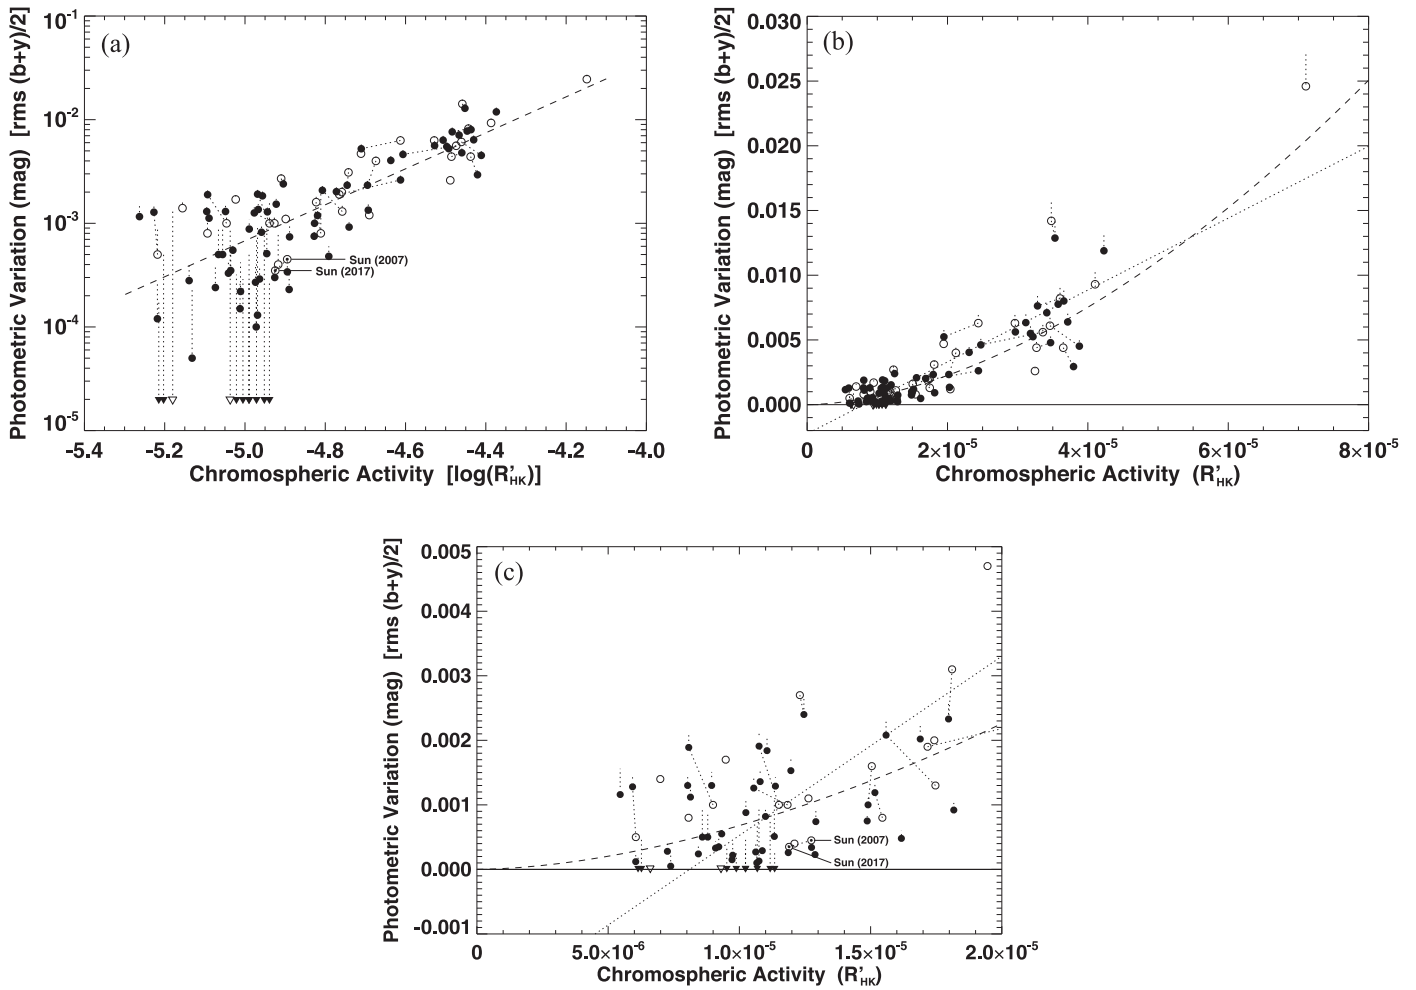 (a)
Photometric Variation (mag) [rms (b+y)/2]
10⁻¹
10⁻²
10⁻³
10⁻⁴
10⁻⁵
Sun (2007)
Sun (2017)
-5.4 -5.2 -5.0 -4.8 -4.6 -4.4 -4.2 -4.0
Chromospheric Activity [log(R'HK)]
(b)
Photometric Variation (mag) [rms (b+y)/2]
0.030
0.025
0.020
0.015
0.010
0.005
0.000
0 2×10⁻⁵ 4×10⁻⁵ 6×10⁻⁵ 8×10⁻⁵
Chromospheric Activity (R'HK)
(c)
Photometric Variation (mag) [rms (b+y)/2]
0.005
0.004
0.003
0.002
0.001
0.000
-0.001
Sun (2007)
Sun (2017)
0 5.0×10⁻⁶ 1.0×10⁻⁵ 1.5×10⁻⁵ 2.0×10⁻⁵
Chromospheric Activity (R'HK)